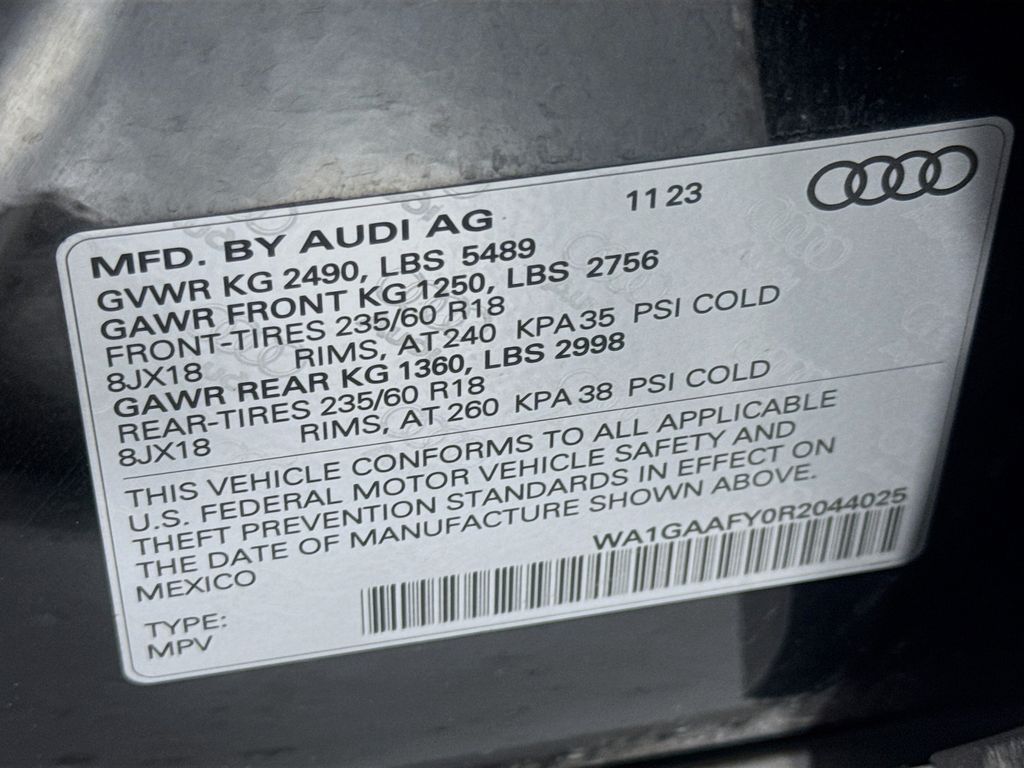 MFD. BY AUDI AG 11 23
GVWR KG 2490, LBS 5489
GAWR FRONT KG 1250, LBS 2756
FRONT-TIRES 235/60 R18
8JX18 RIMS, AT 240 KPA 35 PSI COLD
GAWR REAR KG 1360, LBS 2998
REAR-TIRES 235/60 R18
8JX18 RIMS, AT 260 KPA 38 PSI COLD
THIS VEHICLE CONFORMS TO ALL APPLICABLE
U.S. FEDERAL MOTOR VEHICLE SAFETY AND
THEFT PREVENTION STANDARDS IN EFFECT ON
THE DATE OF MANUFACTURE SHOWN ABOVE.
MEXICO
WA1GAAFY0R2044025
TYPE:
MPV